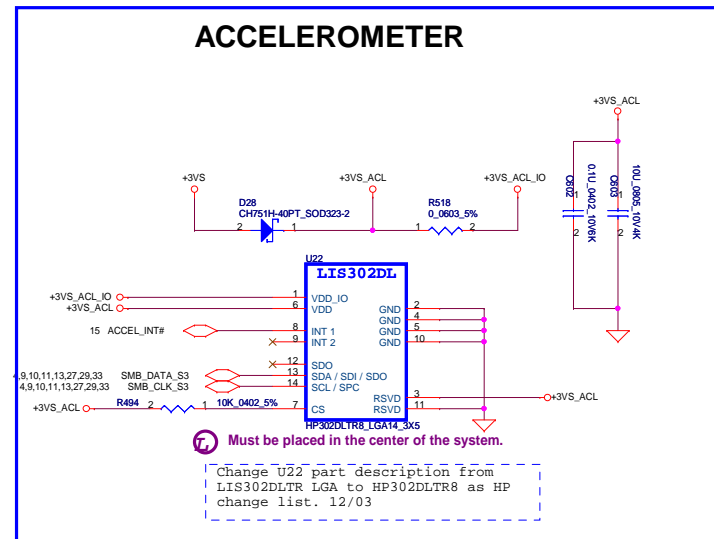 ACCELEROMETER
+3VS_ACL
+3VS
+3VS_ACL
+3VS_ACL_IO
D28
CH751H-40PT_SOD323-2
2
1
R518
0_0603_5%
1
2
C602
0.1U_0402_10V6K
1
2
C603
10U_0805_10V4K
1
2
U22
LIS302DL
+3VS_ACL_IO
1
VDD_IO
+3VS_ACL
6
VDD
15 ACCEL_INT#
8
INT 1
9
INT 2
12
SDO
4,9,10,11,13,27,29,33
SMB_DATA_S3
13
SDA / SDI / SDO
4,9,10,11,13,27,29,33
SMB_CLK_S3
14
SCL / SPC
+3VS_ACL
R494
2
1
10K_0402_5%
7
CS
GND
2
GND
4
GND
5
GND
10
RSVD
3
+3VS_ACL
RSVD
11
HP302DLTR8_LGA14_3X5
L
Must be placed in the center of the system.
Change U22 part description from
LIS302DLTR LGA to HP302DLTR8 as HP
change list. 12/03